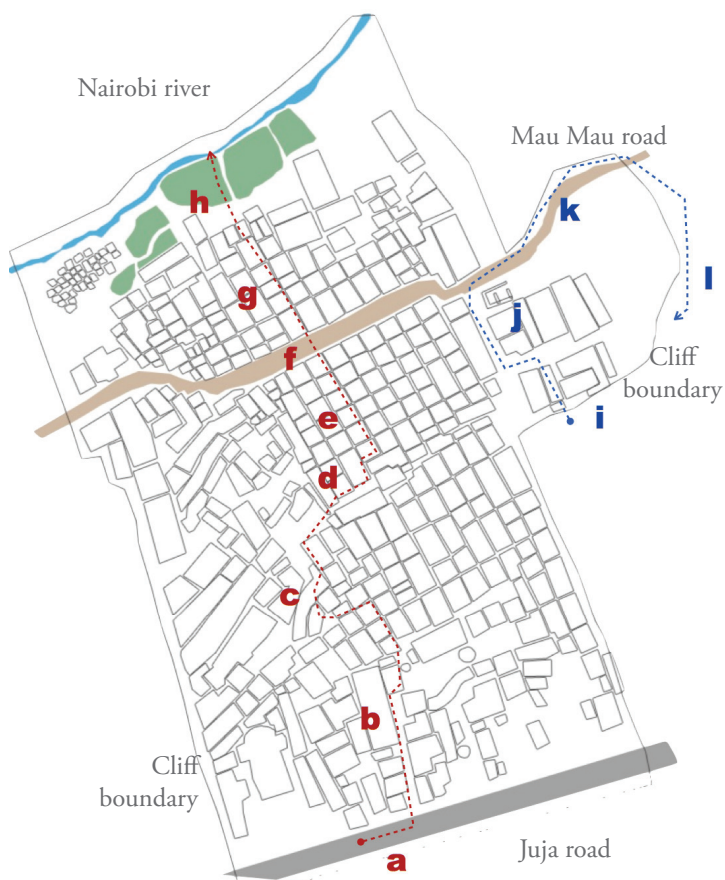 Nairobi river
Mau Mau road
h
k
g
l
j
f
Cliff
boundary
e
i
d
c
b
Cliff
boundary
a
Juja road